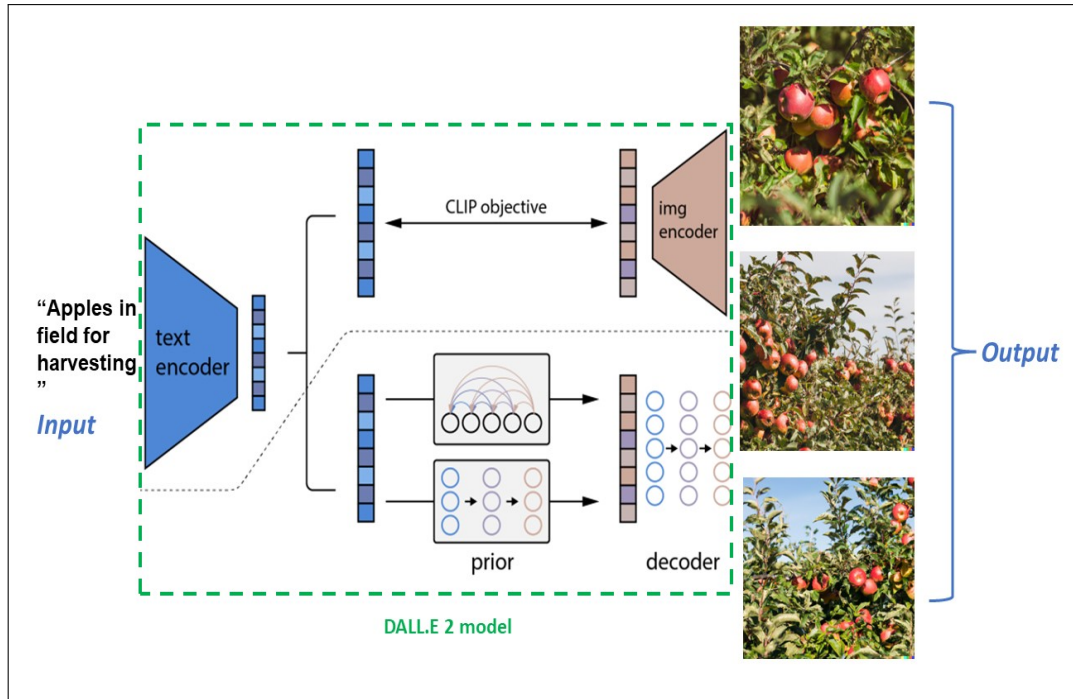 “Apples in
field for
harvesting
”
Input
text
encoder
CLIP objective
img
encoder
prior
decoder
DALL.E 2 model
Output